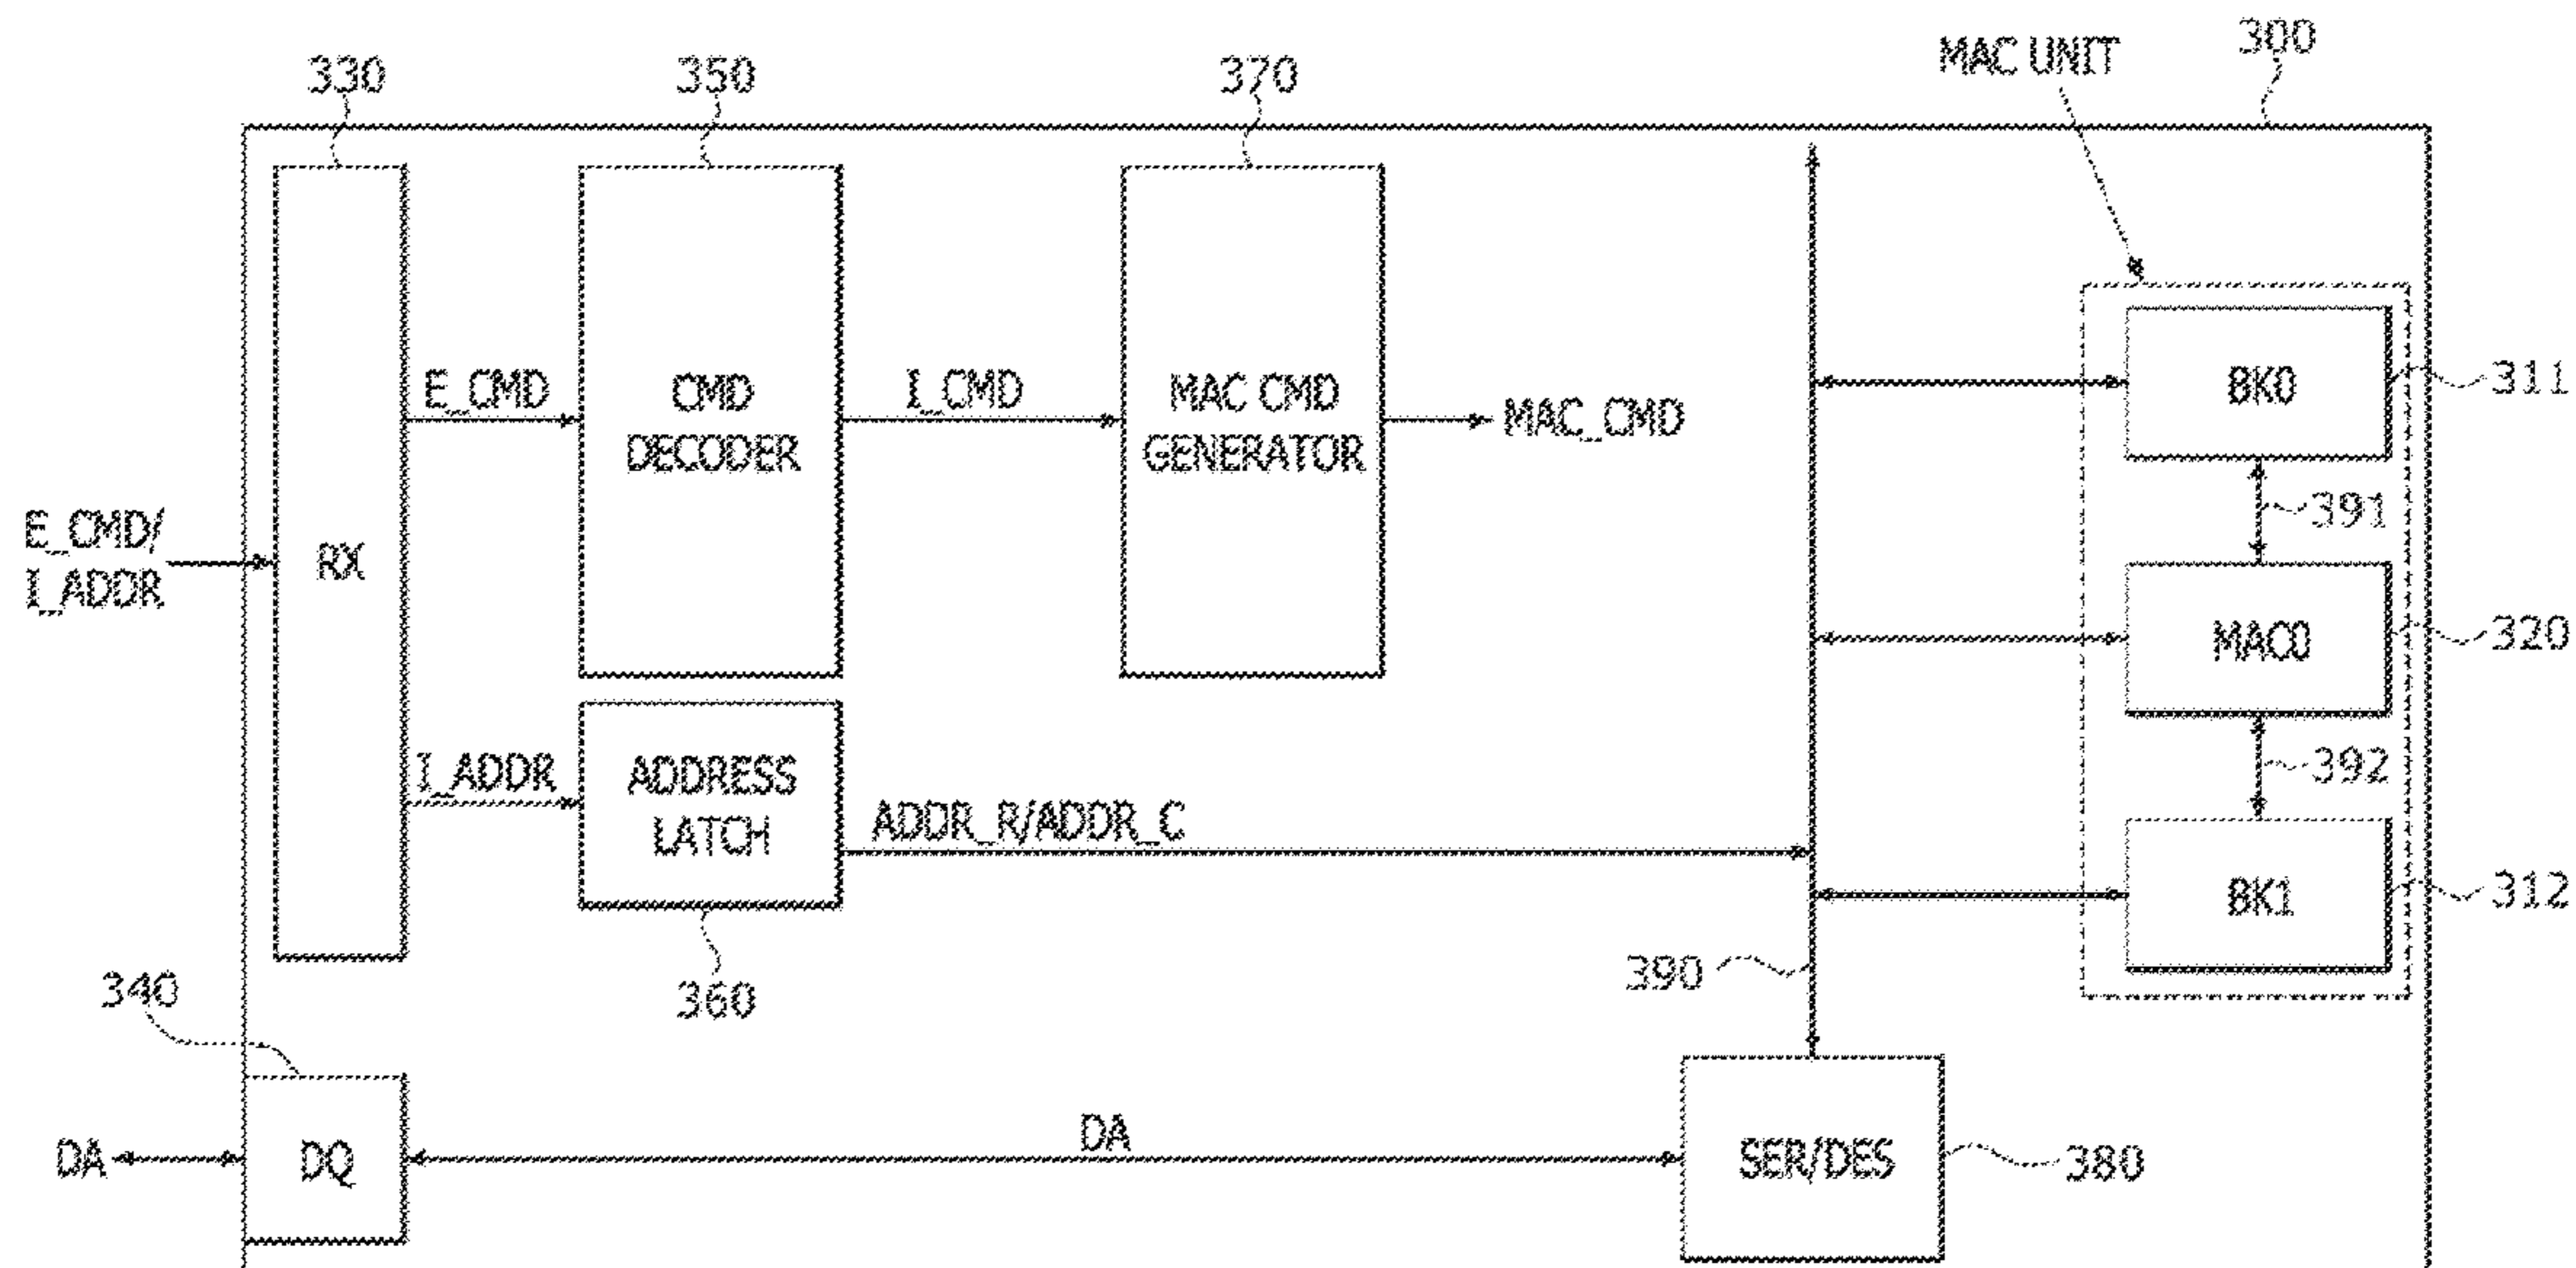 MAC UNIT
300
330
350
370
E_CMD
CMD
DECODER
I_CMD
MAC CMD
GENERATOR
MAC_CMD
BK0
311
391
E_CMD/
I_ADDR
RX
MAC0
320
392
I_ADDR
ADDRESS
LATCH
ADDR_R/ADDR_C
BK1
312
390
340
360
DA
DQ
DA
SER/DES
380